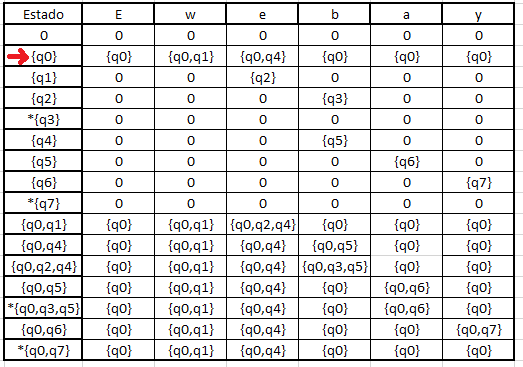 Estado E w e b a y
0 0 0 0 0 0 0
{q0} {q0} {q0,q1} {q0,q4} {q0} {q0} {q0}
{q1} 0 0 {q2} 0 0 0
{q2} 0 0 0 {q3} 0 0
*{q3} 0 0 0 0 0 0
{q4} 0 0 0 {q5} 0 0
{q5} 0 0 0 0 {q6} 0
{q6} 0 0 0 0 0 {q7}
*{q7} 0 0 0 0 0 0
{q0,q1} {q0} {q0,q1} {q0,q2,q4} {q0} {q0} {q0}
{q0,q4} {q0} {q0,q1} {q0,q4} {q0,q5} {q0} {q0}
{q0,q2,q4} {q0} {q0,q1} {q0,q4} {q0,q3,q5} {q0} {q0}
{q0,q5} {q0} {q0,q1} {q0,q4} {q0} {q0,q6} {q0}
*{q0,q3,q5} {q0} {q0,q1} {q0,q4} {q0} {q0,q6} {q0}
{q0,q6} {q0} {q0,q1} {q0,q4} {q0} {q0} {q0,q7}
*{q0,q7} {q0} {q0,q1} {q0,q4} {q0} {q0} {q0}